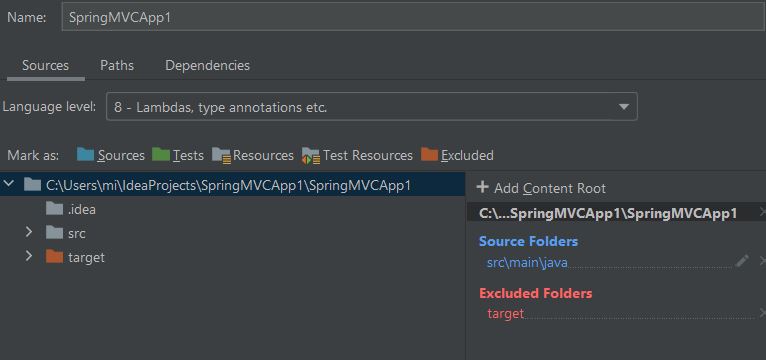 Name: SpringMVCApp1
Sources Paths Dependencies
Language level: 8 - Lambdas, type annotations etc.
Mark as: Sources Tests Resources Test Resources Excluded
C:\Users\mi\IdeaProjects\SpringMVCApp1\SpringMVCApp1
.idea
src
target
+ Add Content Root
C:\...SpringMVCApp1\SpringMVCApp1
Source Folders
src\main\java
Excluded Folders
target